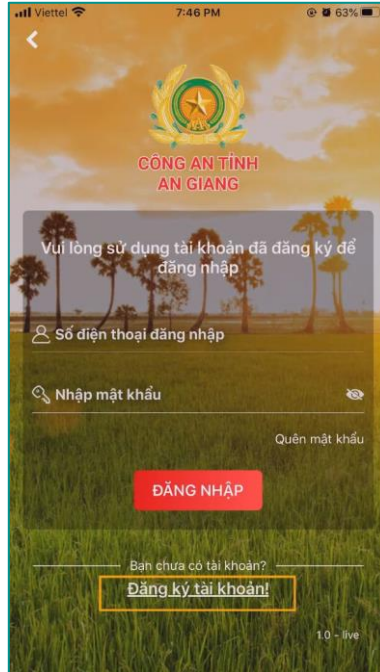 Viettel 7:46 PM 63%
CÔNG AN TỈNH
AN GIANG
Vui lòng sử dụng tài khoản đã đăng ký để
đăng nhập
Số điện thoại đăng nhập
Nhập mật khẩu
Quên mật khẩu
ĐĂNG NHẬP
Bạn chưa có tài khoản?
Đăng ký tài khoản!
1.0 - live